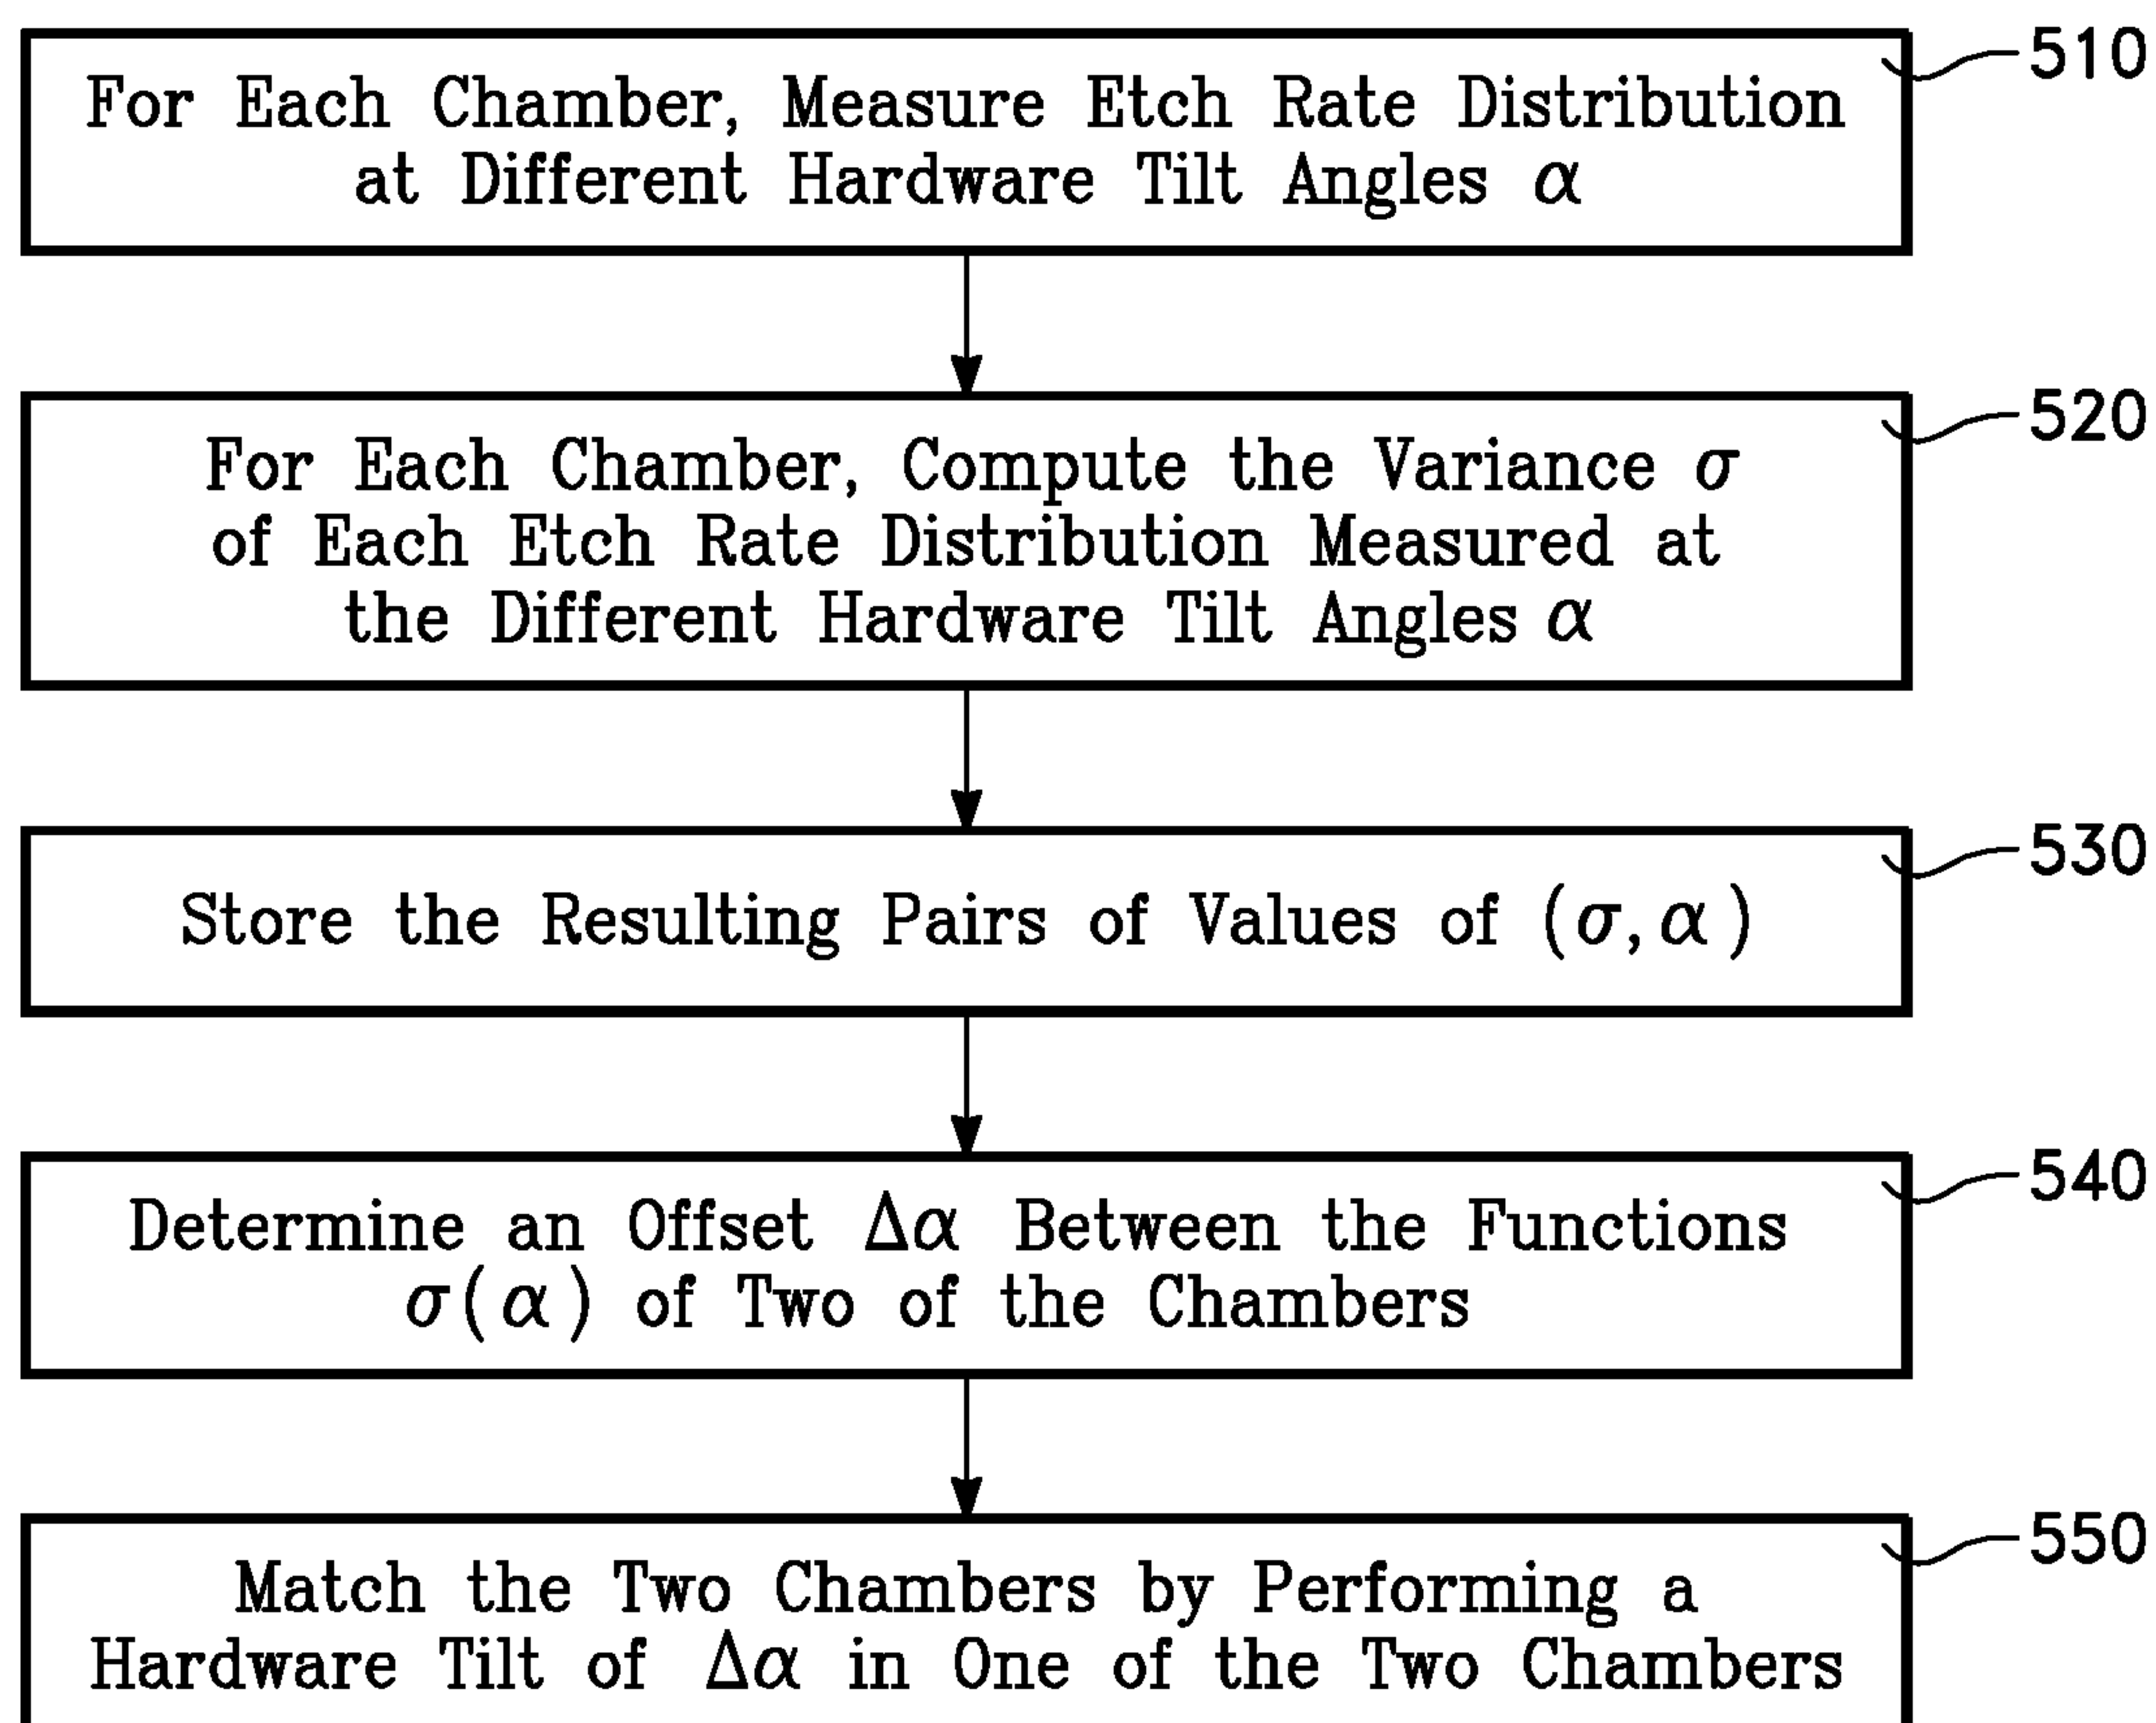 510
For Each Chamber, Measure Etch Rate Distribution
at Different Hardware Tilt Angles α
520
For Each Chamber, Compute the Variance σ
of Each Etch Rate Distribution Measured at
the Different Hardware Tilt Angles α
530
Store the Resulting Pairs of Values of (σ, α)
540
Determine an Offset Δα Between the Functions
σ(α) of Two of the Chambers
550
Match the Two Chambers by Performing a
Hardware Tilt of Δα in One of the Two Chambers